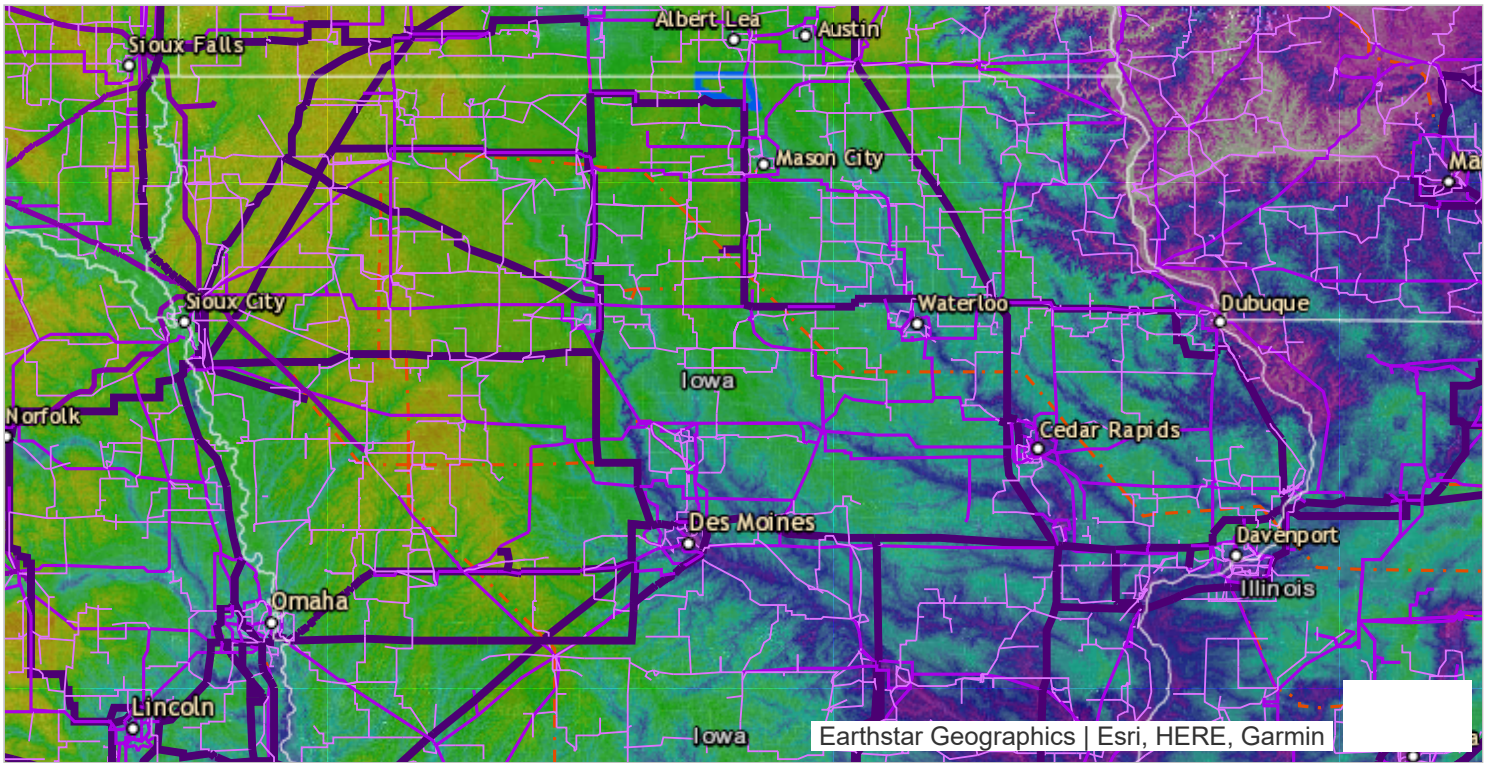 Albert Lea
Austin
Sioux Falls
Mason City
Ma
Sioux City
Waterloo
Dubuque
Iowa
Norfolk
Cedar Rapids
Des Moines
Davenport
Illinois
Omaha
Lincoln
Iowa
Earthstar Geographics | Esri, HERE, Garmin
a